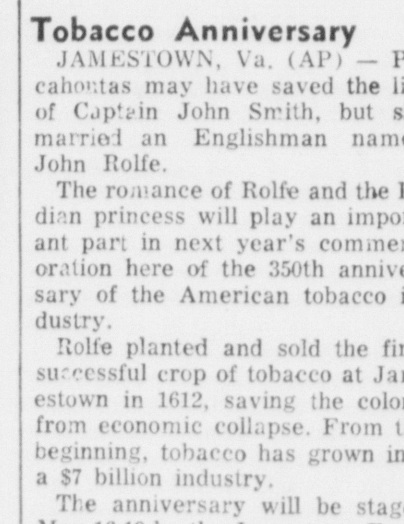 Tobacco Anniversary
JAMESTOWN, Va. (AP) — P
cahontas may have saved the li
of Captain John Smith, but s
married an Englishman nam
John Rolfe.
The romance of Rolfe and the I
dian princess will play an impo
ant part in next year's commem
oration here of the 350th annive
sary of the American tobacco i
dustry.
Rolfe planted and sold the fir
successful crop of tobacco at Jam
estown in 1612, saving the colon
from economic collapse. From t
beginning, tobacco has grown in
a $7 billion industry.
The anniversary will be stag